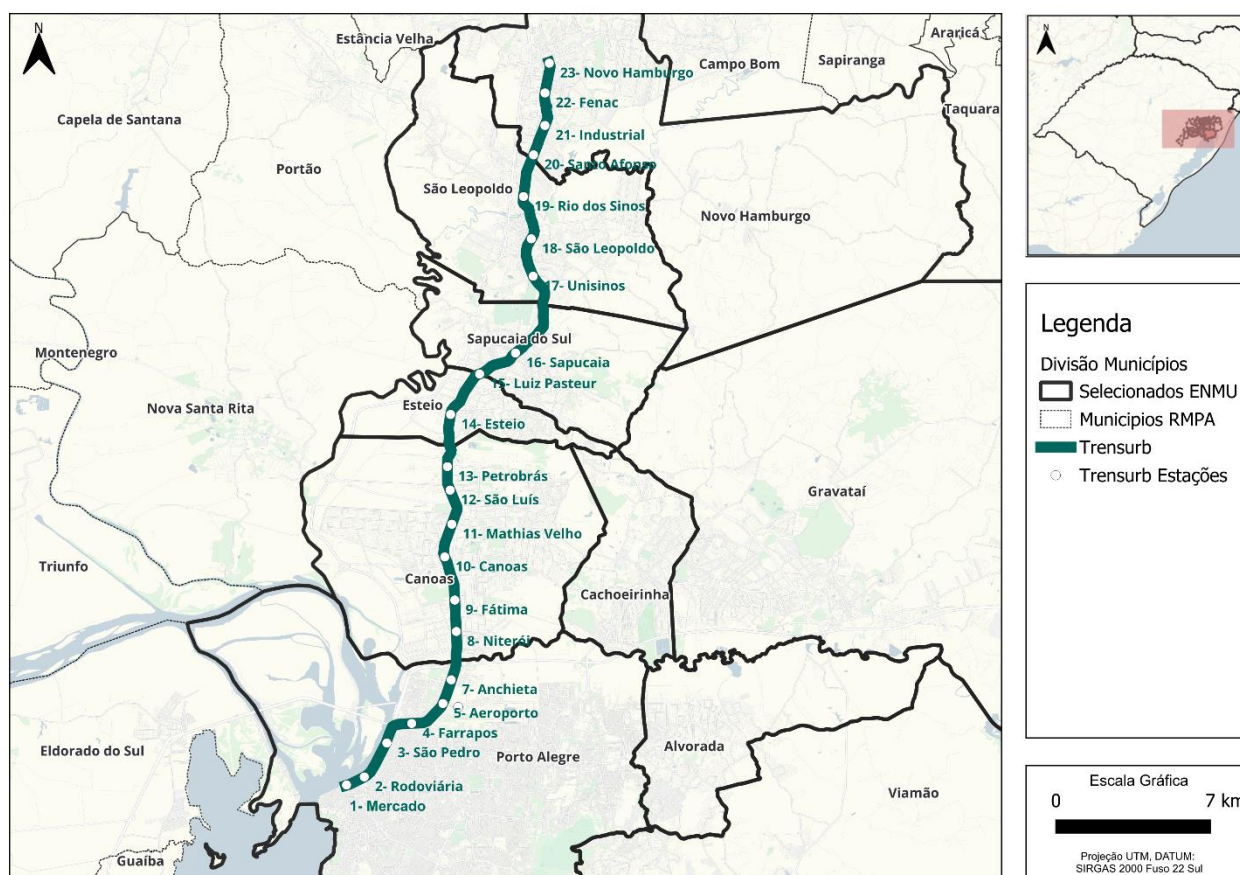 N
Estância Velha
Araricá
Campo Bom
Sapiranga
23- Novo Hamburgo
22- Fenac
Taquara
Capela de Santana
21- Industrial
Portão
20- Santo Afonso
São Leopoldo
19- Rio dos Sinos
Novo Hamburgo
18- São Leopoldo
17- Unisinos
Sapucaia do Sul
Montenegro
16- Sapucaia
15- Luiz Pasteur
Nova Santa Rita
Esteio
14- Esteio
13- Petrobrás
Gravataí
12- São Luís
11- Mathias Velho
Triunfo
10- Canoas
Canoas
Cachoeirinha
9- Fátima
8- Niterói
7- Anchieta
5- Aeroporto
4- Farrapos
Eldorado do Sul
3- São Pedro
Porto Alegre
Alvorada
2- Rodoviária
Viamão
1- Mercado
Guaíba
N
Legenda
Divisão Municípios
Selecionados ENMU
Municipios RMPA
Trensurb
Trensurb Estações
Escala Gráfica
0 7 km
Projeção UTM, DATUM:
SIRGAS 2000 Fuso 22 Sul